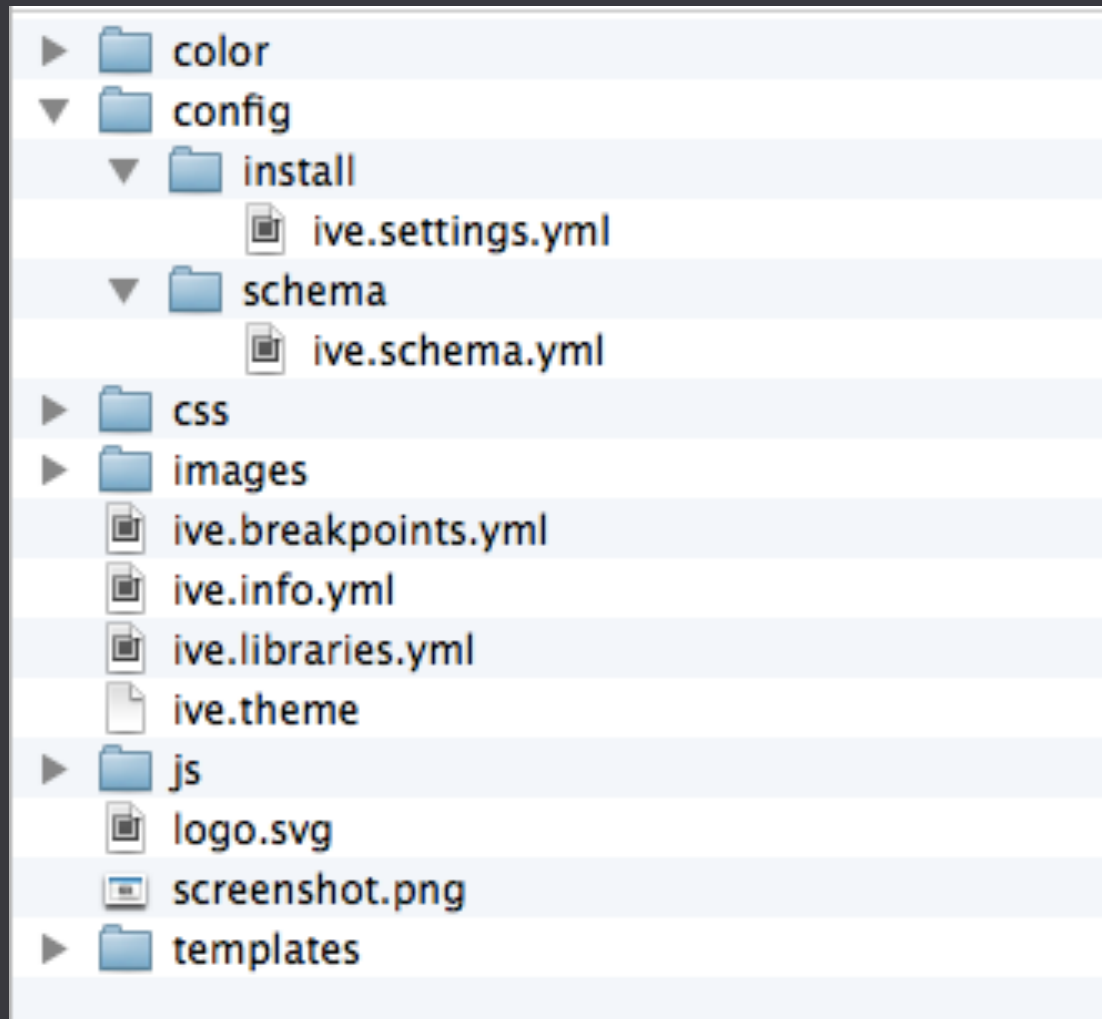 color
config
install
ive.settings.yml
schema
ive.schema.yml
css
images
ive.breakpoints.yml
ive.info.yml
ive.libraries.yml
ive.theme
js
logo.svg
screenshot.png
templates